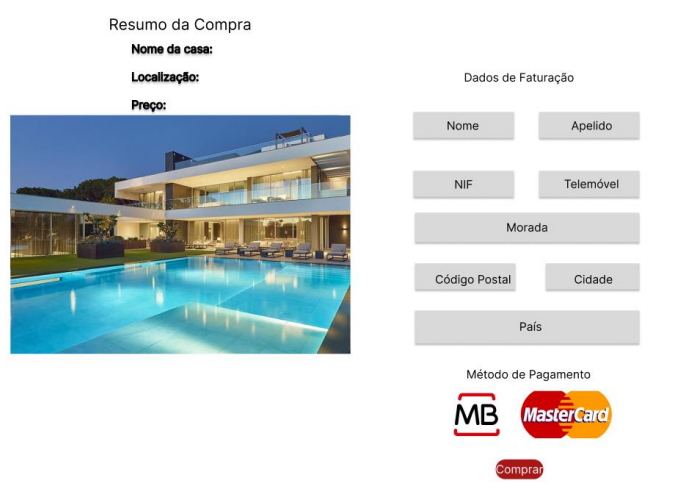 Resumo da Compra
Nome da casa:
Localização:
Preço:
Dados de Faturação
Nome Apelido
NIF Telemóvel
Morada
Código Postal Cidade
País
Método de Pagamento
MB MasterCard
Comprar